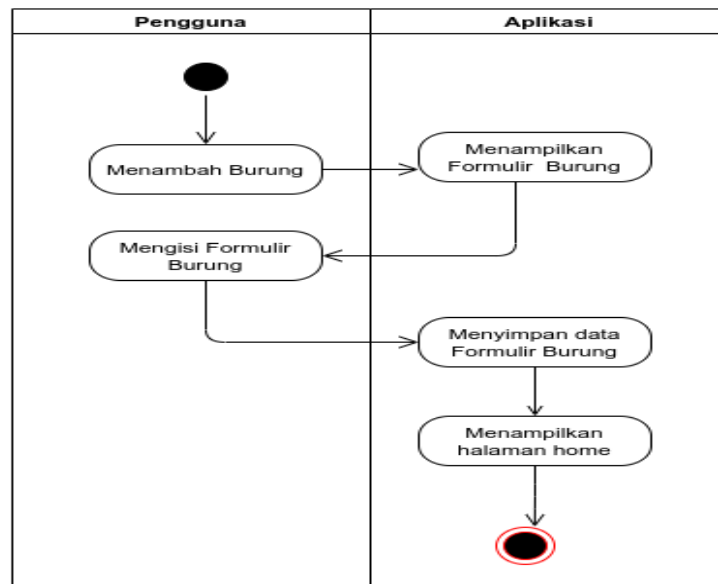 Pengguna
Aplikasi
Menambah Burung
Menampilkan
Formulir Burung
Mengisi Formulir
Burung
Menyimpan data
Formulir Burung
Menampilkan
halaman home